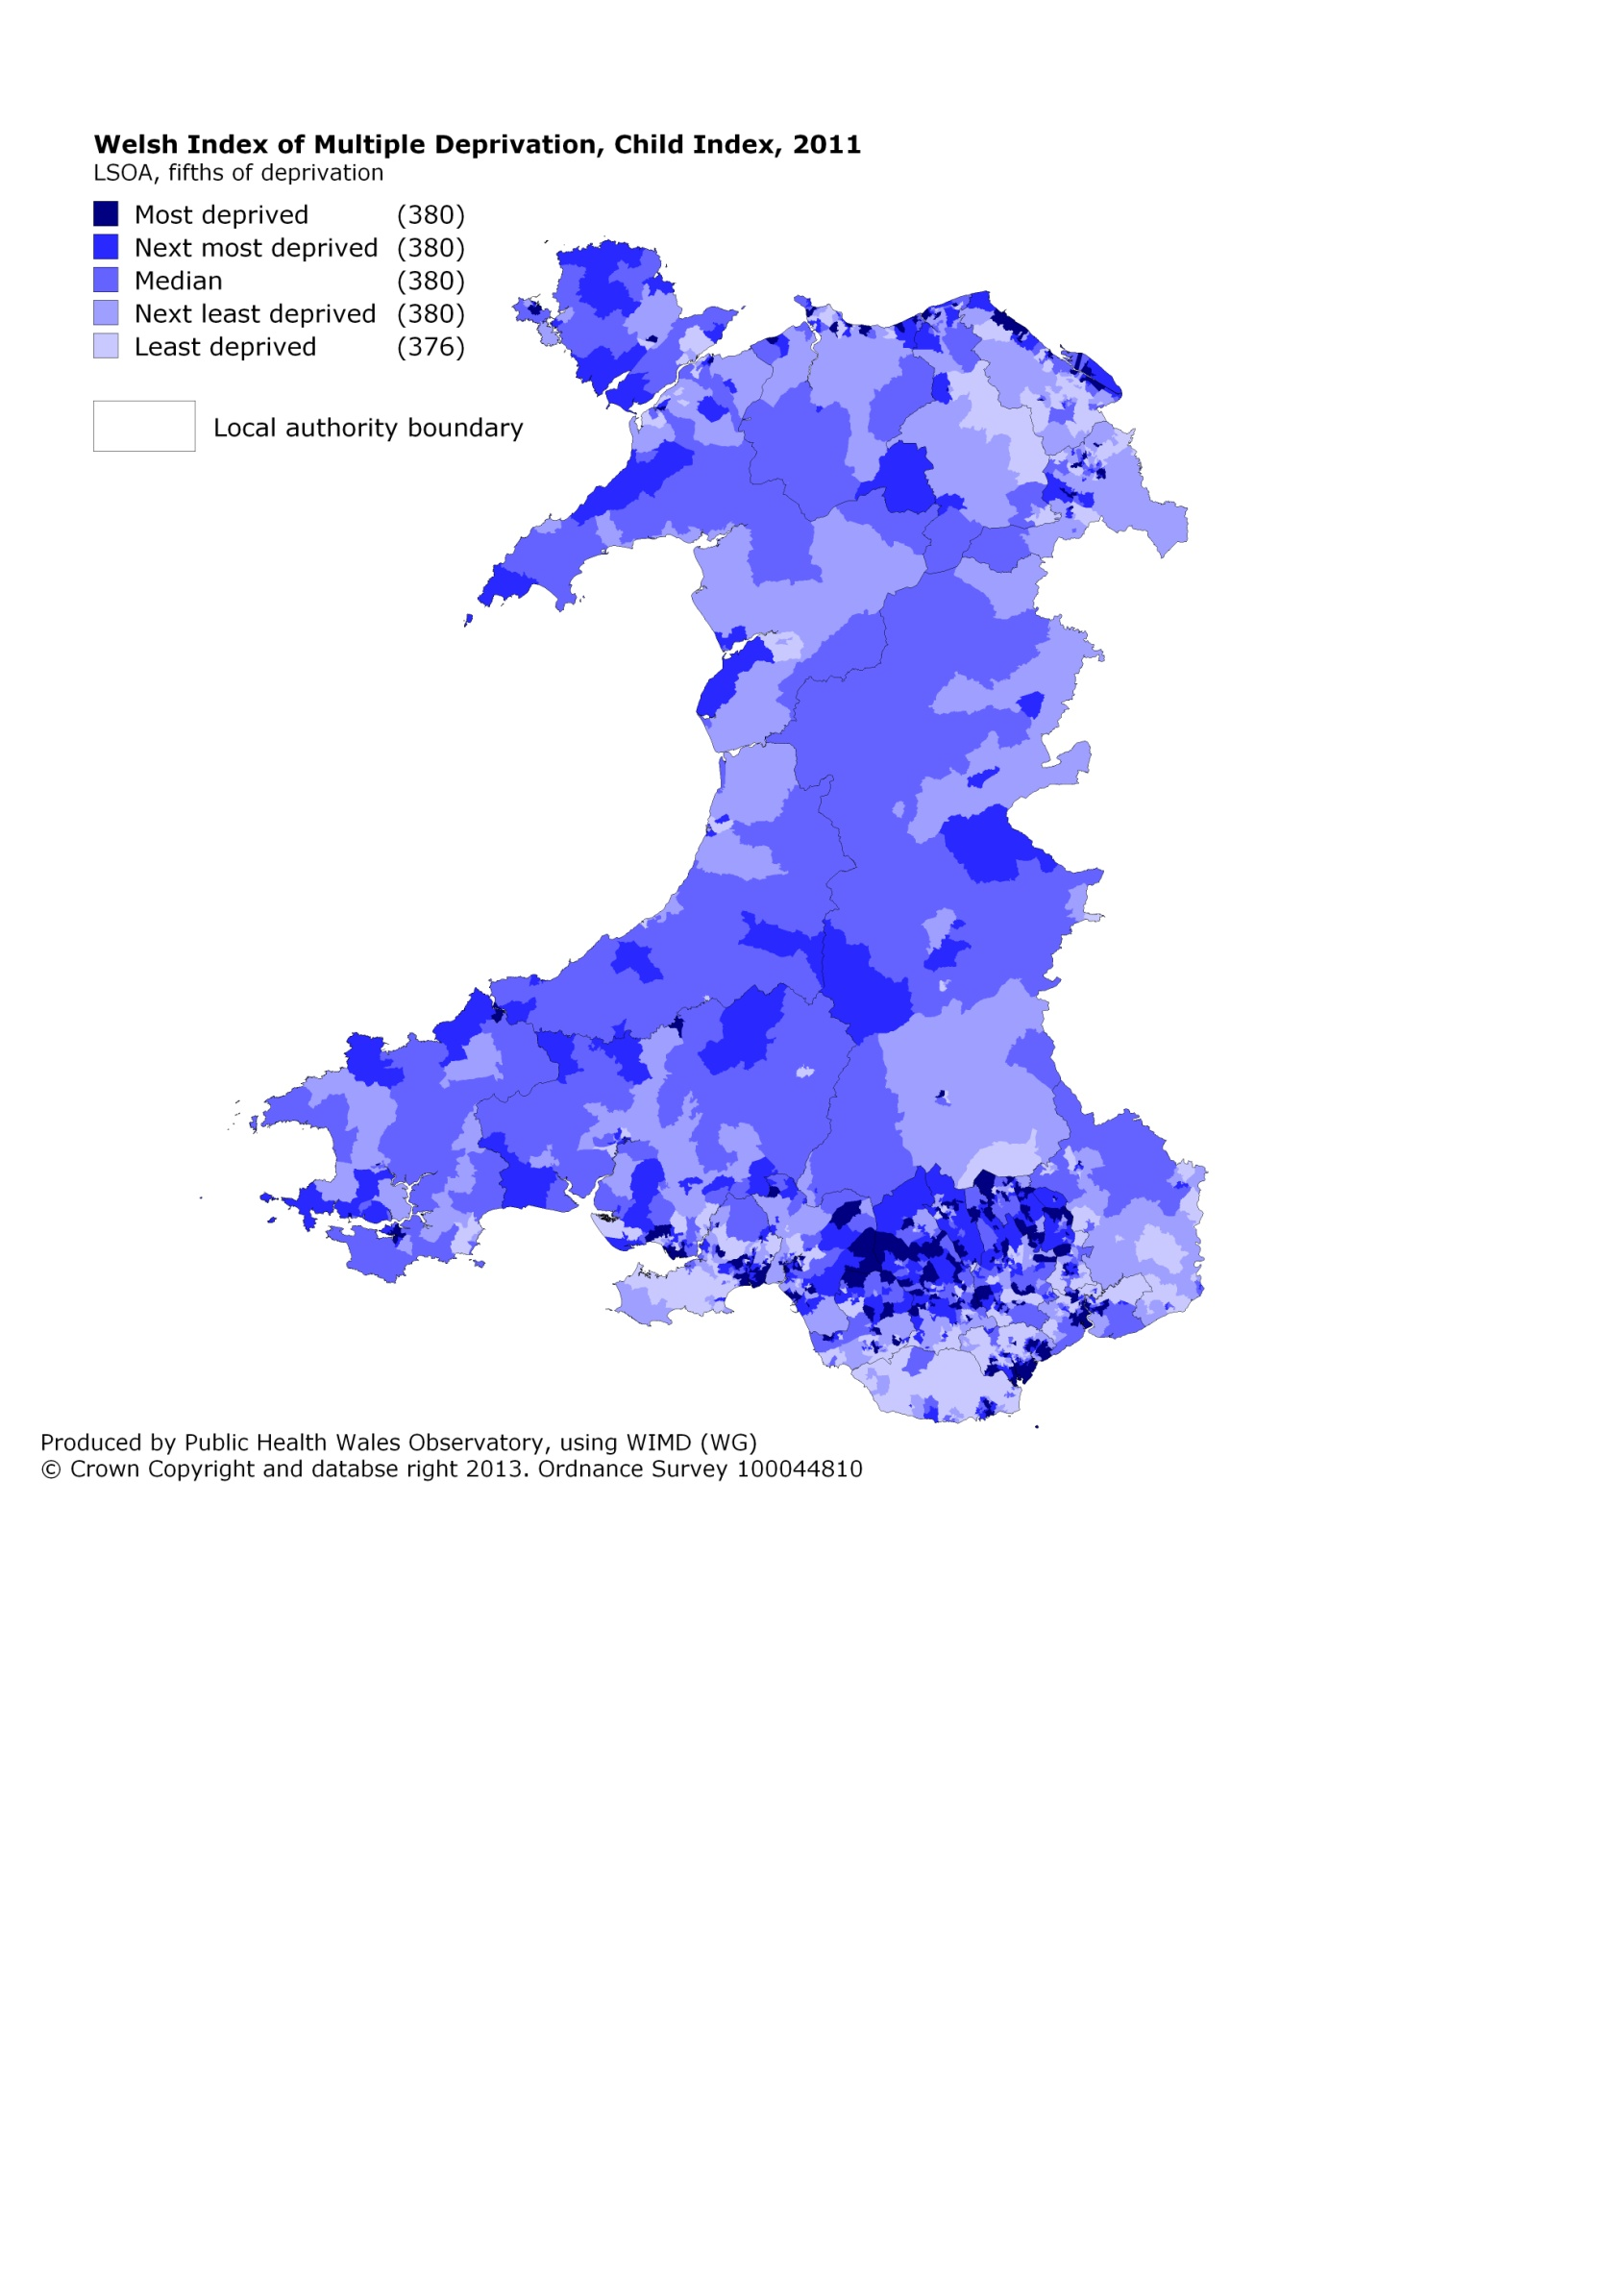 Welsh Index of Multiple Deprivation, Child Index, 2011
LSOA, fifths of deprivation
Most deprived (380)
Next most deprived (380)
Median (380)
Next least deprived (380)
Least deprived (376)
Local authority boundary
Produced by Public Health Wales Observatory, using WIMD (WG)
© Crown Copyright and databse right 2013. Ordnance Survey 100044810